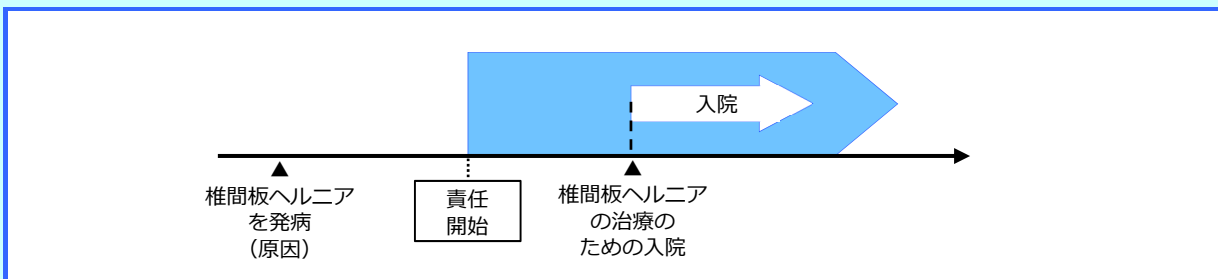 入院
椎間板ヘルニア
を発病
（原因）
責任
開始
椎間板ヘルニア
の治療の
ための入院